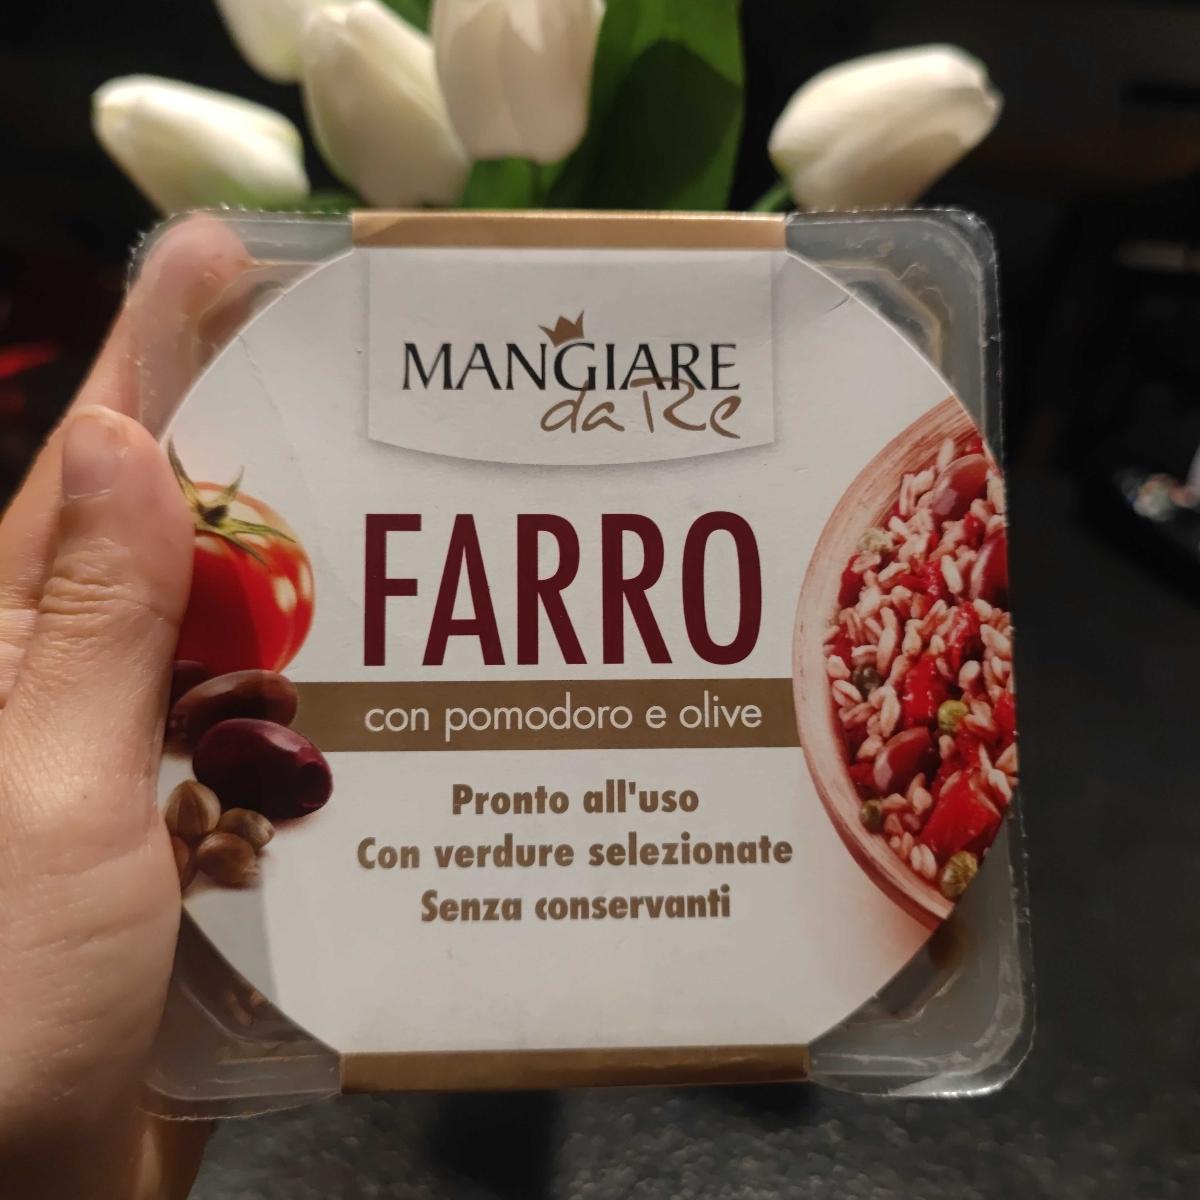 MANGIARE
da Re
FARRO
con pomodoro e olive
Pronto all'uso
Con verdure selezionate
Senza conservanti